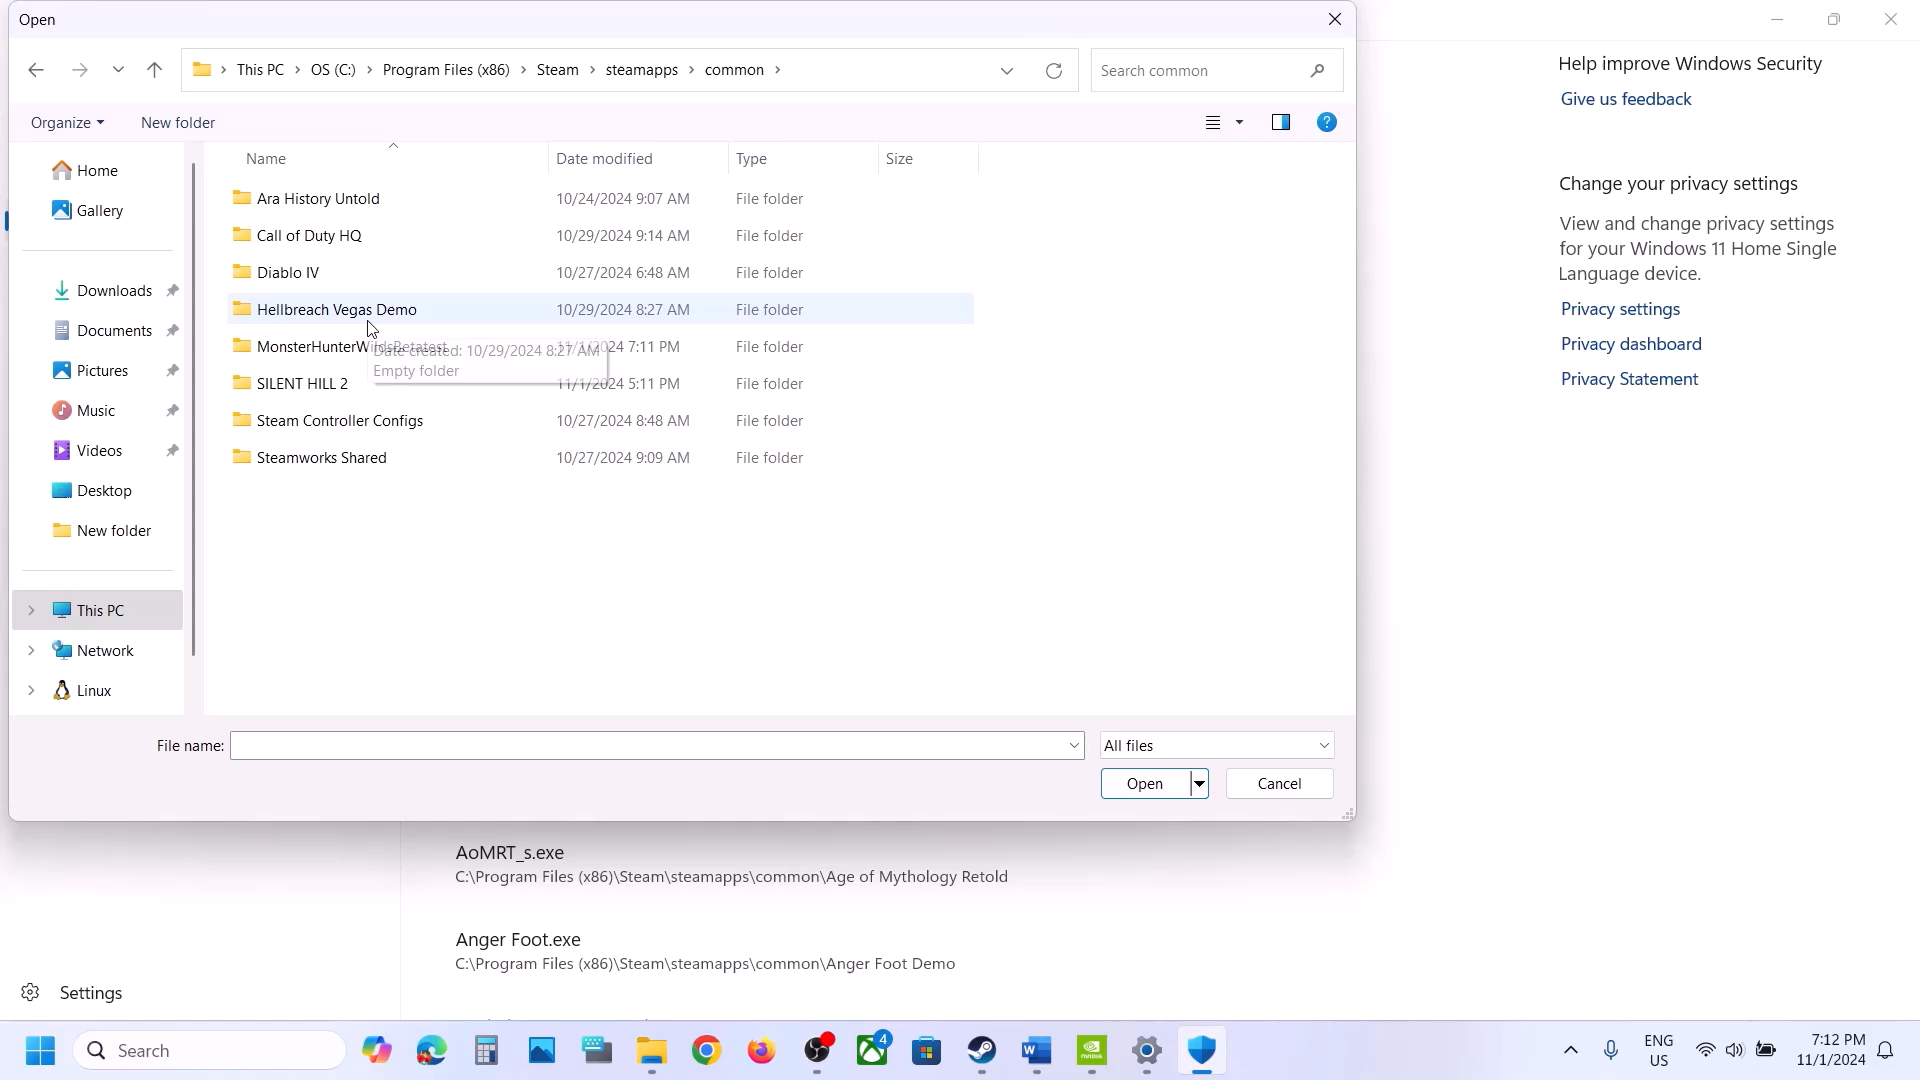 Open
This PC > OS (C:) > Program Files (x86) > Steam > steamapps > common >
Search common
Organize
New folder
Home
Gallery
Downloads
Documents
Pictures
Music
Videos
Desktop
New folder
This PC
Network
Linux
Name Date modified Type Size
Ara History Untold 10/24/2024 9:07 AM File folder
Call of Duty HQ 10/29/2024 9:14 AM File folder
Diablo IV 10/27/2024 6:48 AM File folder
Hellbreach Vegas Demo 10/29/2024 8:27 AM File folder
MonsterHunterWildsBetatest 11/1/2024 7:11 PM File folder
Date created: 10/29/2024 8:27 AM
Empty folder
SILENT HILL 2 11/1/2024 5:11 PM File folder
Steam Controller Configs 10/27/2024 8:48 AM File folder
Steamworks Shared 10/27/2024 9:09 AM File folder
File name:
All files
Open
Cancel
Help improve Windows Security
Give us feedback
Change your privacy settings
View and change privacy settings
for your Windows 11 Home Single
Language device.
Privacy settings
Privacy dashboard
Privacy Statement
AoMRT_s.exe
C:\Program Files (x86)\Steam\steamapps\common\Age of Mythology Retold
Anger Foot.exe
C:\Program Files (x86)\Steam\steamapps\common\Anger Foot Demo
Settings
Search
4
NVIDIA
ENG
US
7:12 PM
11/1/2024